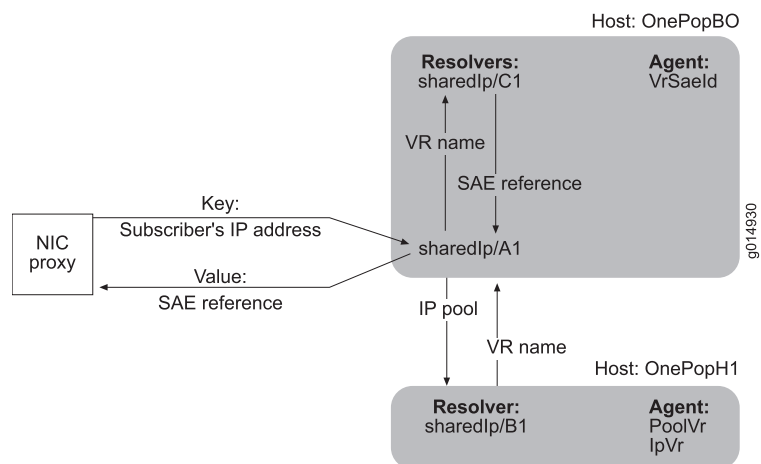 Host: OnePopBO
Resolvers:
sharedIp/C1
Agent:
VrSaeId
VR name
SAE reference
Key:
Subscriber's IP address
NIC
proxy
sharedIp/A1
Value:
SAE reference
g014930
IP pool
VR name
Host: OnePopH1
Resolver:
sharedIp/B1
Agent:
PoolVr
IpVr